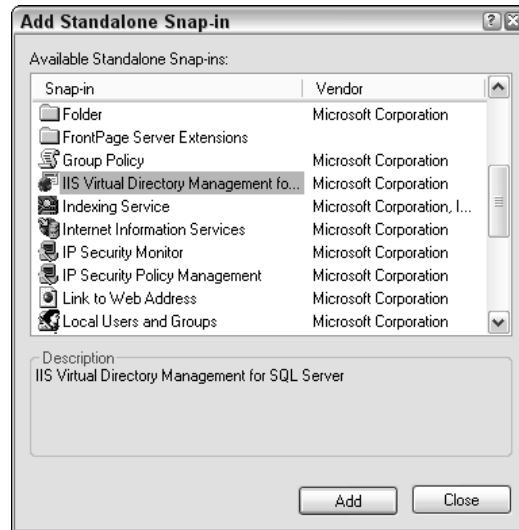 Add Standalone Snap-in
Available Standalone Snap-ins:
Snap-in Vendor
Folder Microsoft Corporation
FrontPage Server Extensions
Group Policy Microsoft Corporation
IIS Virtual Directory Management fo... Microsoft Corporation
Indexing Service Microsoft Corporation, I...
Internet Information Services Microsoft Corporation
IP Security Monitor Microsoft Corporation
IP Security Policy Management Microsoft Corporation
Link to Web Address Microsoft Corporation
Local Users and Groups Microsoft Corporation
Description
IIS Virtual Directory Management for SQL Server
Add Close